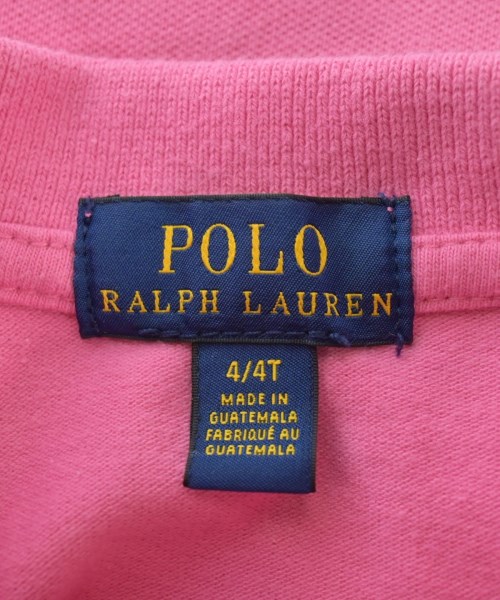 POLO
RALPH LAUREN
4/4T
MADE IN
GUATEMALA
FABRIQUÉ AU
GUATEMALA